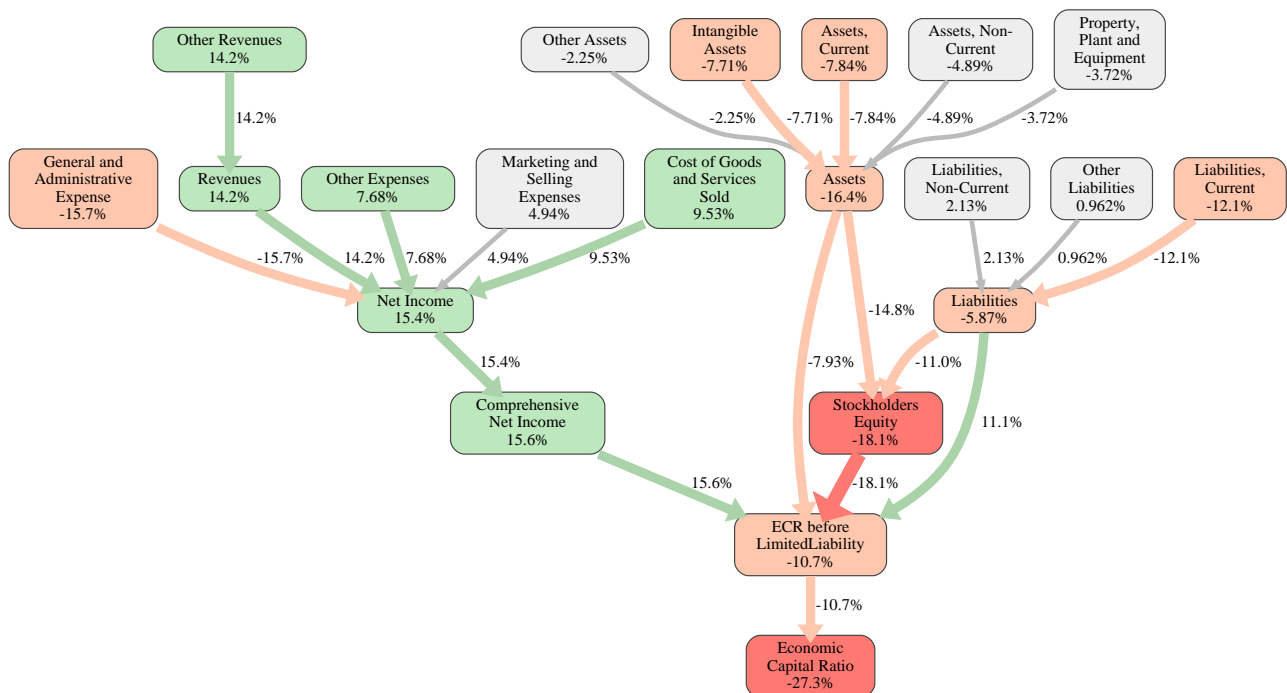 Other Revenues
14.2%
Other Assets
-2.25%
Intangible
Assets
-7.71%
Assets,
Current
-7.84%
Assets, Non-
Current
-4.89%
Property,
Plant and
Equipment
-3.72%
14.2%
-2.25%
-7.71%
-7.84%
-4.89%
-3.72%
General and
Administrative
Expense
-15.7%
Revenues
14.2%
Other Expenses
7.68%
Marketing and
Selling
Expenses
4.94%
Cost of Goods
and Services
Sold
9.53%
Assets
-16.4%
Liabilities,
Non-Current
2.13%
Other
Liabilities
0.962%
Liabilities,
Current
-12.1%
-15.7%
14.2%
7.68%
4.94%
9.53%
2.13%
0.962%
-12.1%
Net Income
15.4%
Liabilities
-5.87%
-14.8%
15.4%
-7.93%
-11.0%
Comprehensive
Net Income
15.6%
Stockholders
Equity
-18.1%
11.1%
15.6%
-18.1%
ECR before
LimitedLiability
-10.7%
-10.7%
Economic
Capital Ratio
-27.3%